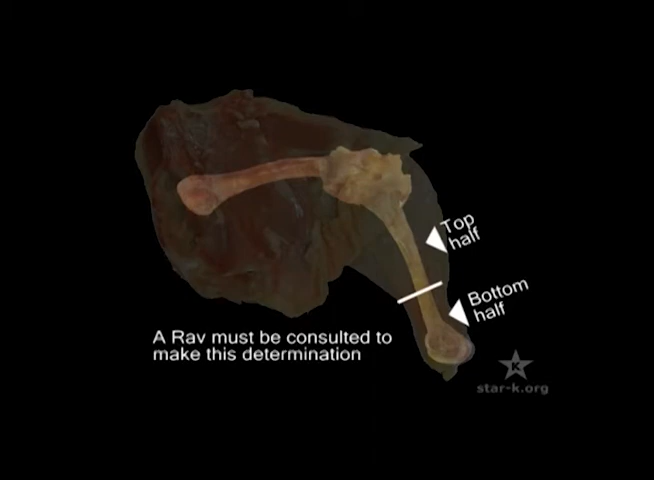 Top
half
Bottom
half
A Rav must be consulted to
make this determination
K
star-k.org